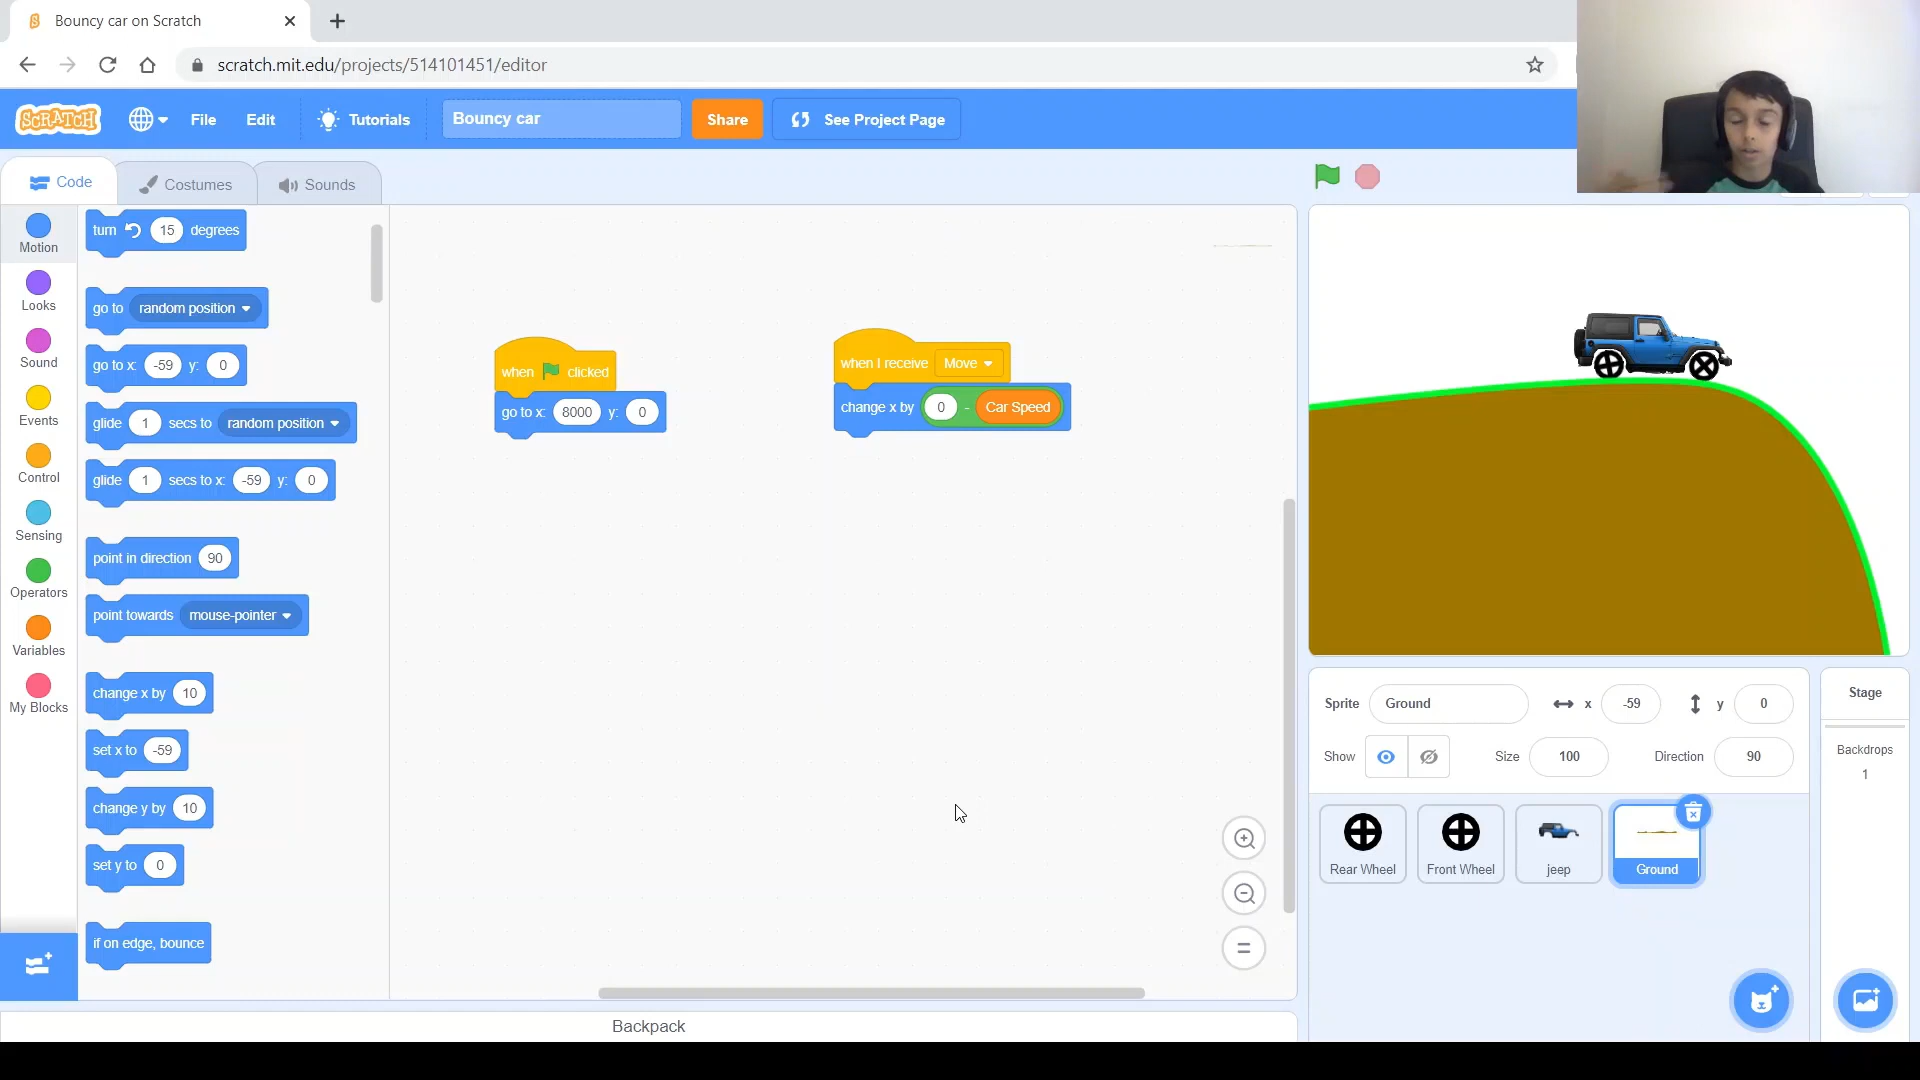 Bouncy car on Scratch
scratch.mit.edu/projects/514101451/editor
SCRATCH
File
Edit
Tutorials
Bouncy car
Share
See Project Page
Code
Costumes
Sounds
Motion
Looks
Sound
Events
Control
Sensing
Operators
Variables
My Blocks
turn 15 degrees
go to random position
go to x: -59 y: 0
glide 1 secs to random position
glide 1 secs to x: -59 y: 0
point in direction 90
point towards mouse-pointer
change x by 10
set x to -59
change y by 10
set y to 0
if on edge, bounce
when clicked
go to x: 8000 y: 0
when I receive Move
change x by 0 - Car Speed
Backpack
Sprite Ground x -59 y 0
Show Size 100 Direction 90
Rear Wheel
Front Wheel
jeep
Ground
Stage
Backdrops
1